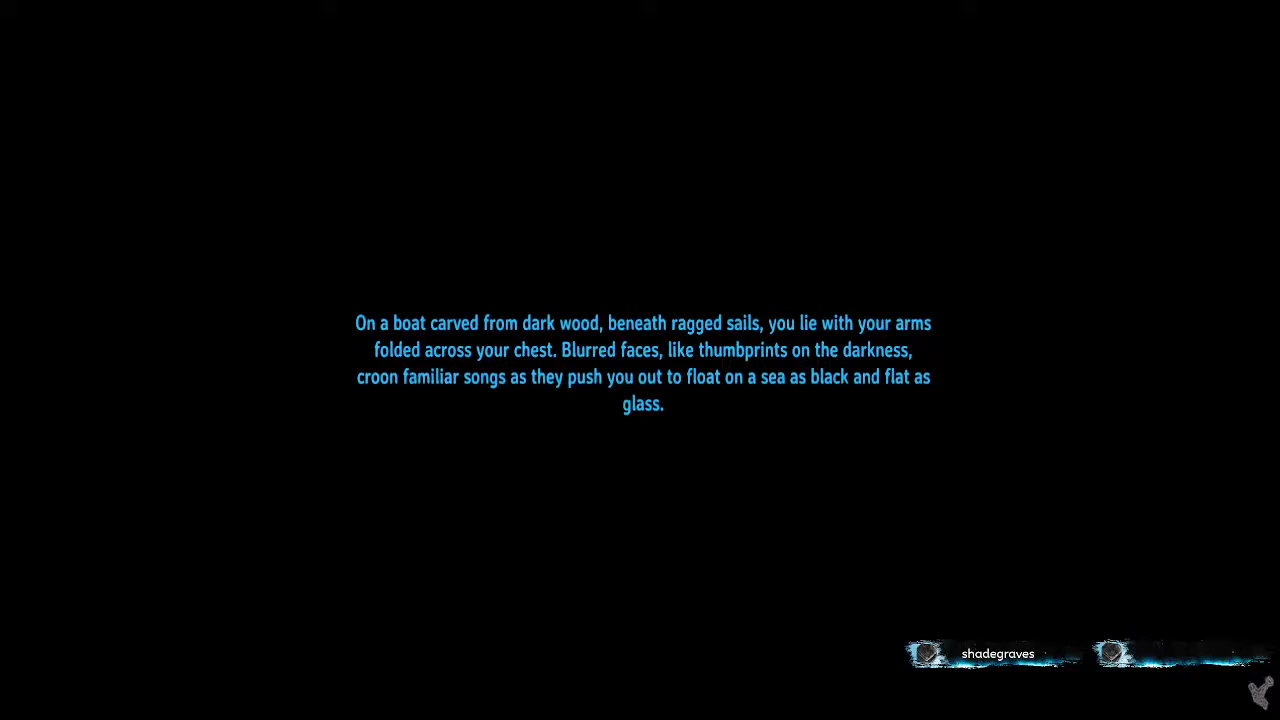 On a boat carved from dark wood, beneath ragged sails, you lie with your arms
folded across your chest. Blurred faces, like thumbprints on the darkness,
croon familiar songs as they push you out to float on a sea as black and flat as
glass.
shadegraves